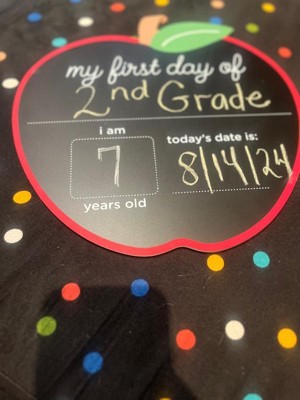 my first day of
2nd Grade
i am
7
years old
today's date is:
8/14/24